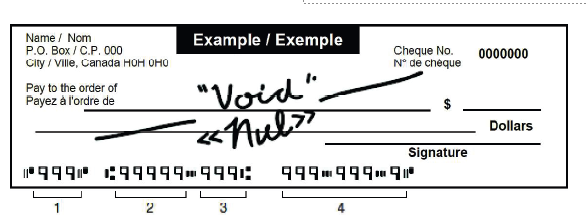 Example / Exemple
Name / Nom
P.O. Box / C.P. 000
City / Ville, Canada H0H 0H0
Cheque No. 0000000
N° de chèque
Pay to the order of
Payez à l'ordre de
"Void"
$
«Nul»
Dollars
Signature
⑈999⑈ ⑆99999⑉999⑆ 999⑉999⑉9⑈
1 2 3 4